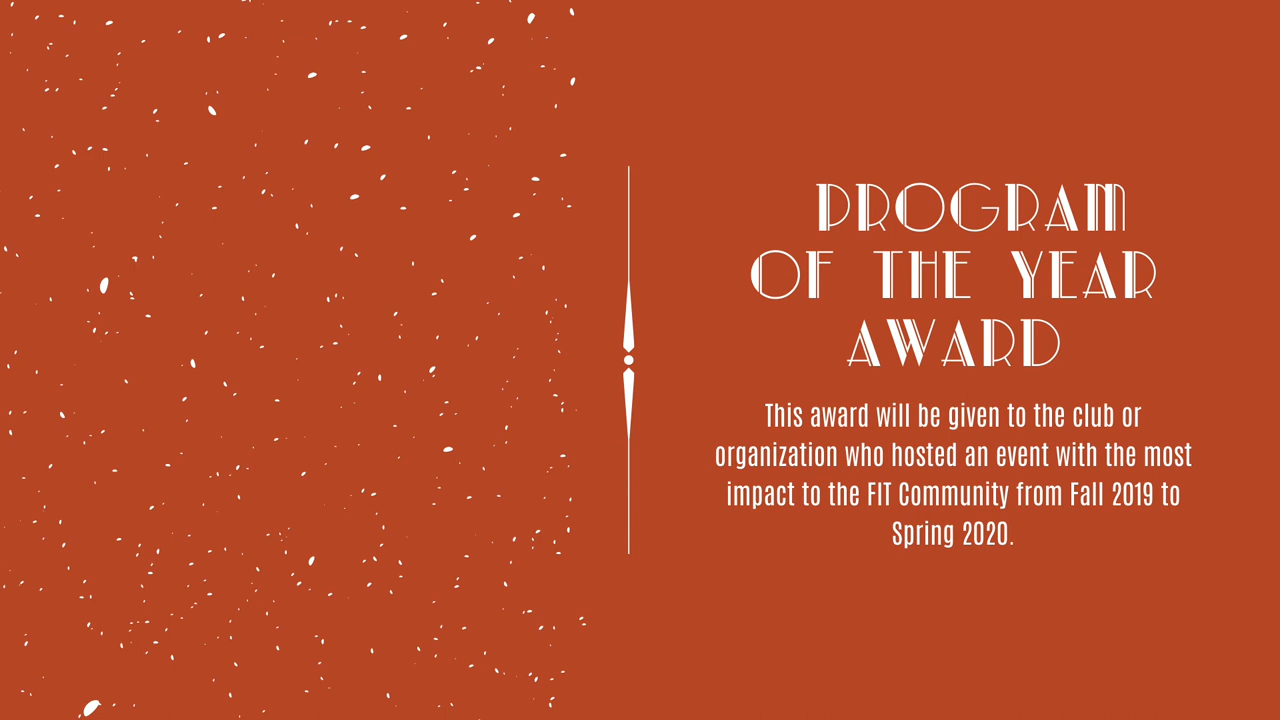 PROGRAM
OF THE YEAR
AWARD
This award will be given to the club or
organization who hosted an event with the most
impact to the FIT Community from Fall 2019 to
Spring 2020.